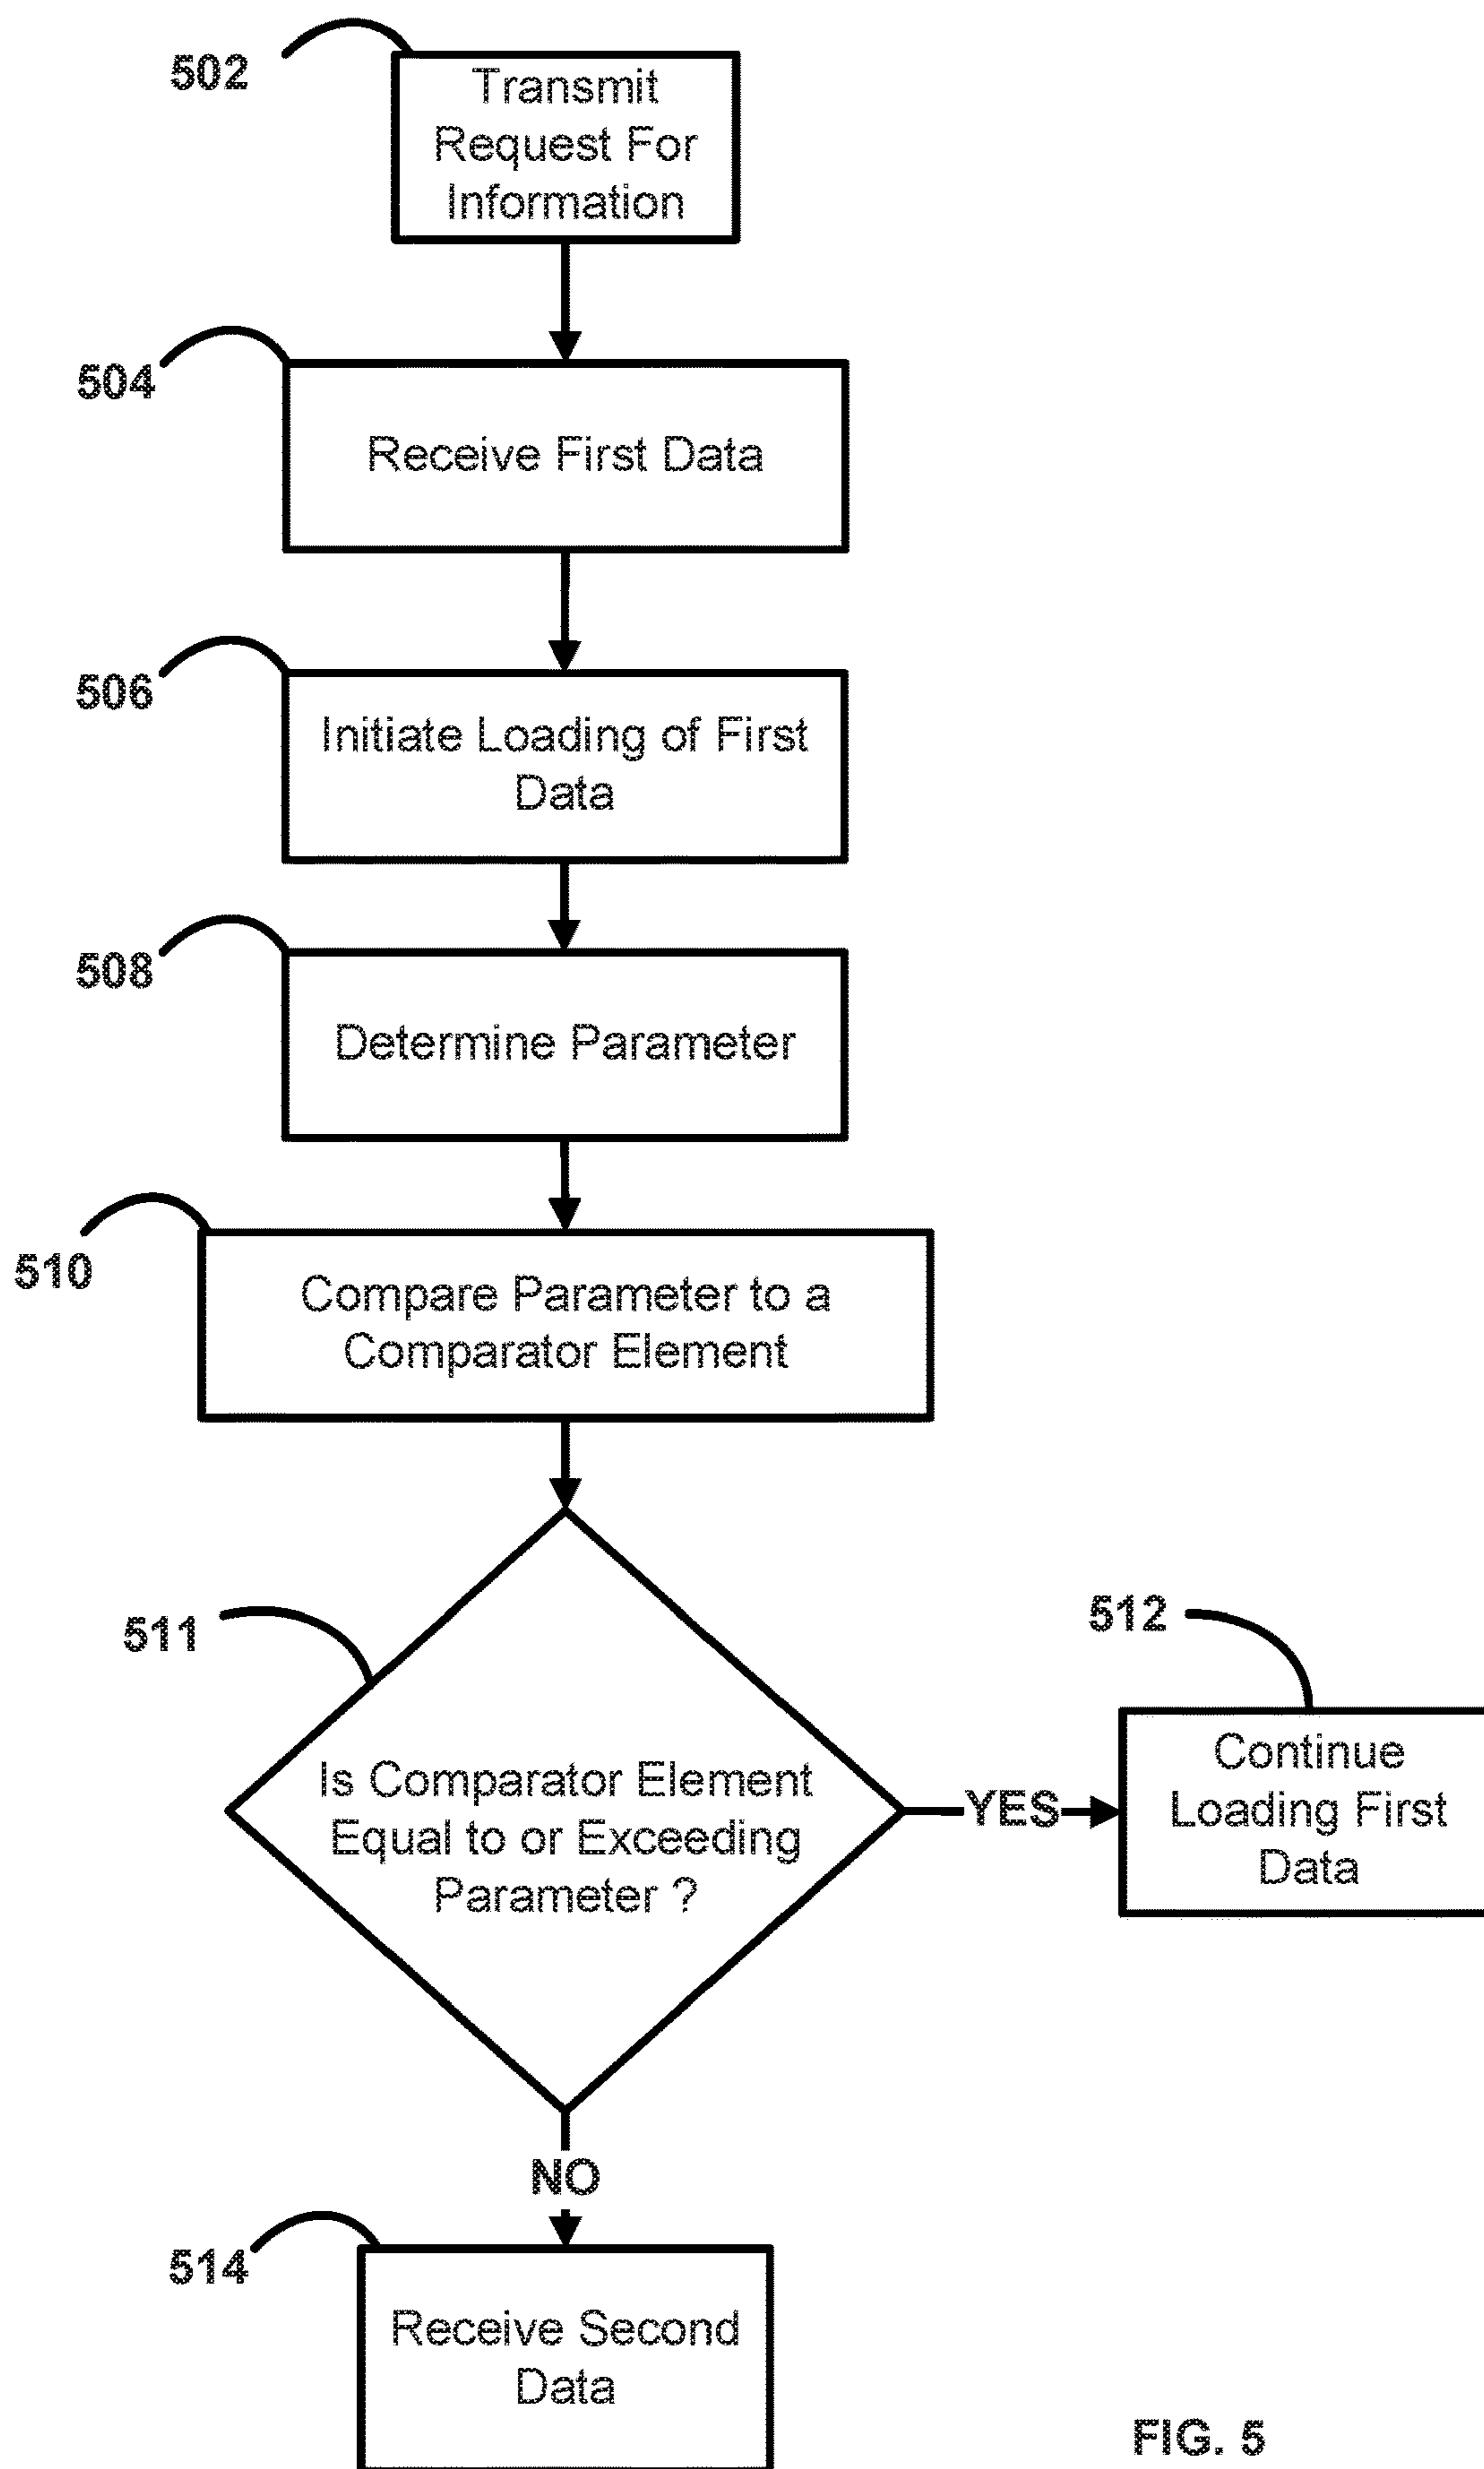 502
Transmit
Request For
Information
504
Receive First Data
506
Initiate Loading of First
Data
508
Determine Parameter
510
Compare Parameter to a
Comparator Element
511
Is Comparator Element
Equal to or Exceeding
Parameter ?
YES
512
Continue
Loading First
Data
NO
514
Receive Second
Data
FIG. 5